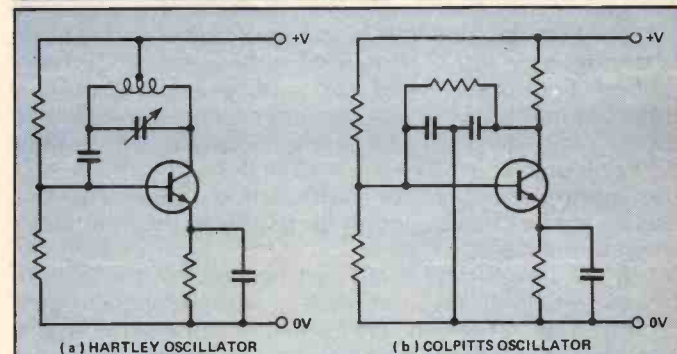 +V
+V
0V
0V
( a ) HARTLEY OSCILLATOR
( b ) COLPITTS OSCILLATOR